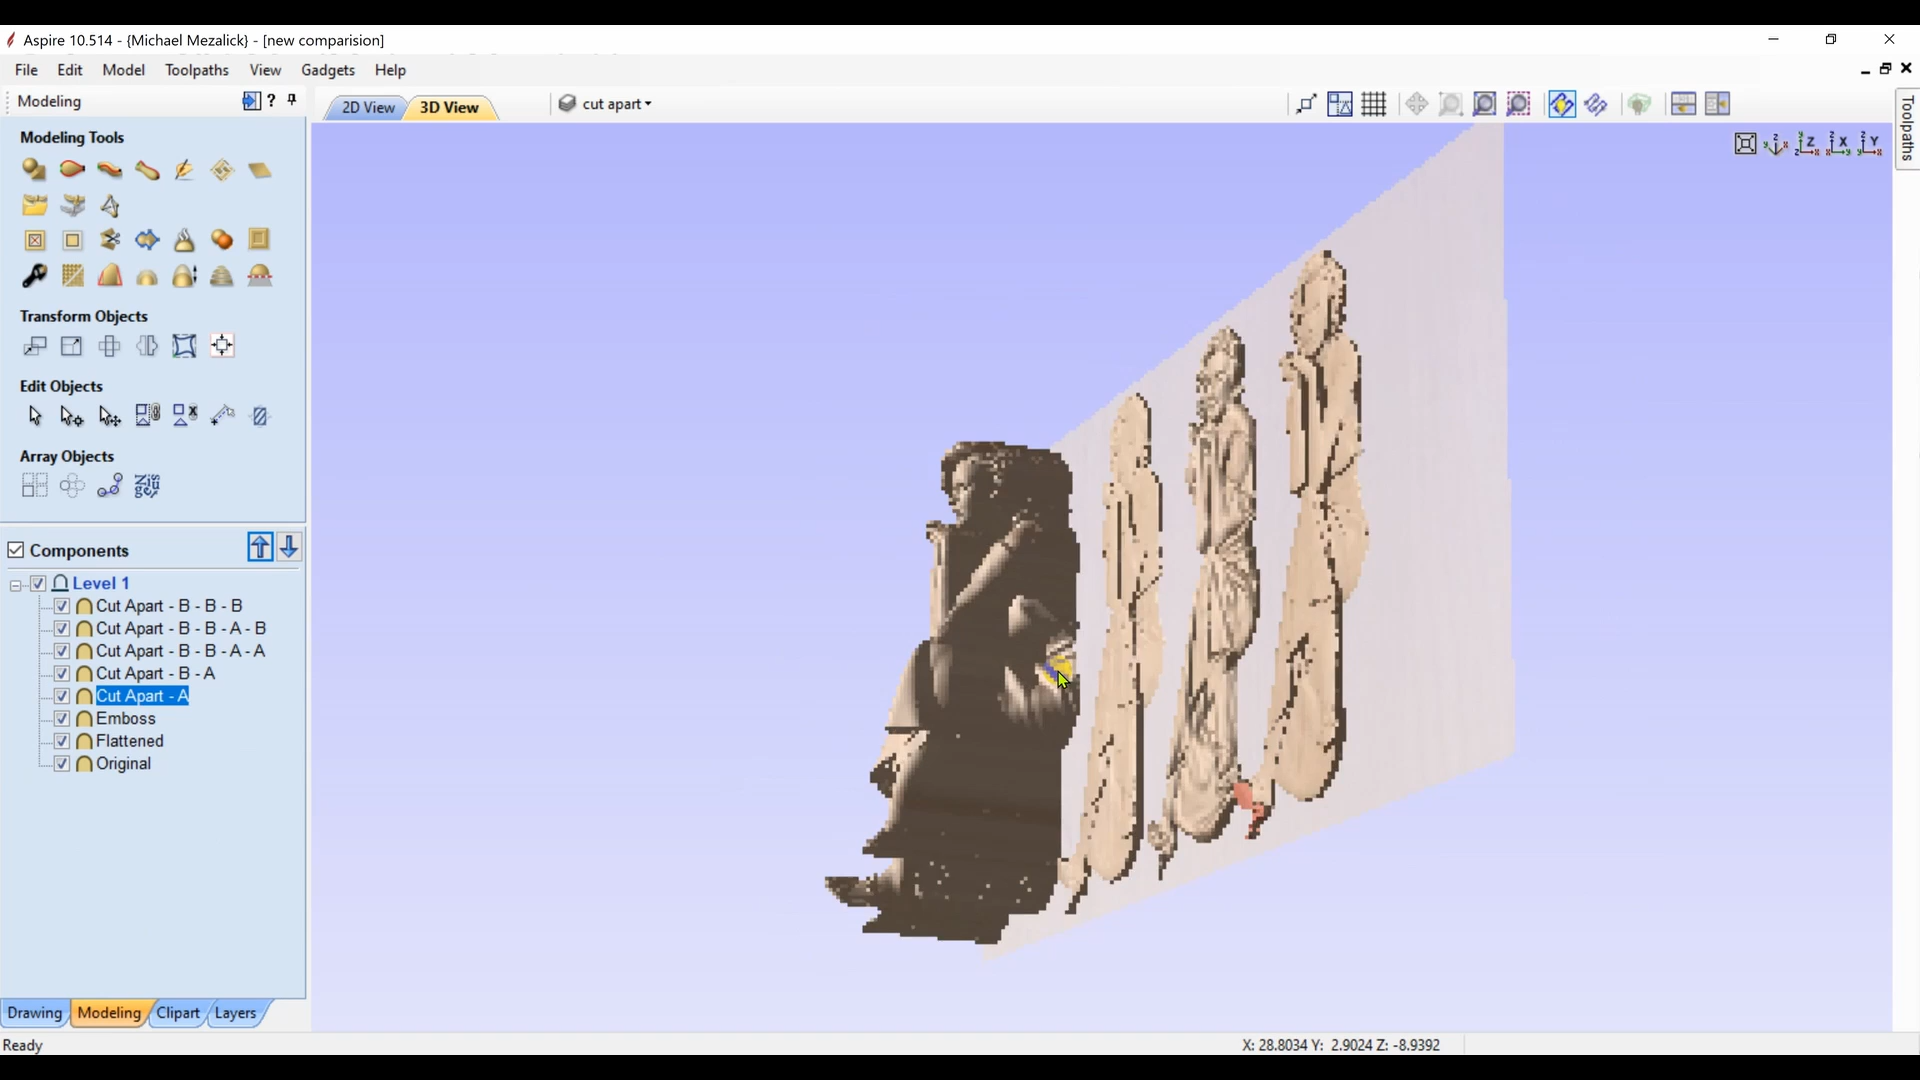 Aspire 10.514 - {Michael Mezalick} - [new comparision]
File Edit Model Toolpaths View Gadgets Help
Modeling ?
2D View 3D View cut apart
Toolpaths
Modeling Tools
Transform Objects
Edit Objects
Array Objects
Components
Level 1
Cut Apart - B - B - B
Cut Apart - B - B - A - B
Cut Apart - B - B - A - A
Cut Apart - B - A
Cut Apart - A
Emboss
Flattened
Original
Drawing Modeling Clipart Layers
Ready X: 28.8034 Y: 2.9024 Z: -8.9392